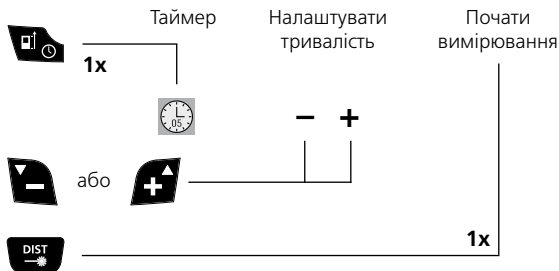 Таймер
Налаштувати
тривалість
Почати
вимірювання
1x
05
− +
− або +
1x
DIST